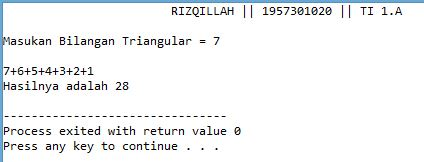 RIZQILLAH || 1957301020 || TI 1.A
Masukan Bilangan Triangular = 7
7+6+5+4+3+2+1
Hasilnya adalah 28
-------------------------------
Process exited with return value 0
Press any key to continue . . .